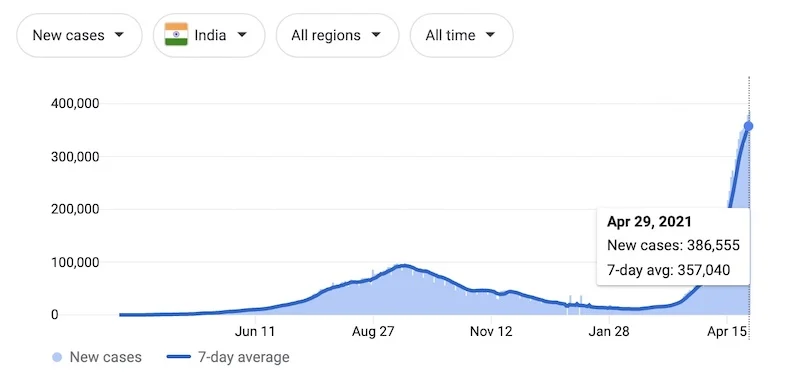 New cases India All regions All time
400,000
300,000
200,000
Apr 29, 2021
New cases: 386,555
7-day avg: 357,040
100,000
0
Jun 11 Aug 27 Nov 12 Jan 28 Apr 15
New cases 7-day average